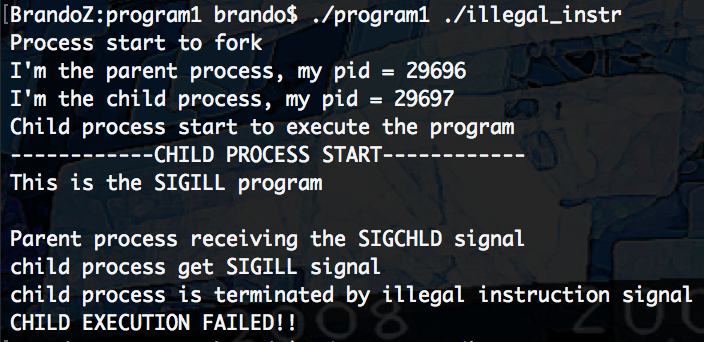 [BrandoZ:program1 brando$ ./program1 ./illegal_instr
Process start to fork
I'm the parent process, my pid = 29696
I'm the child process, my pid = 29697
Child process start to execute the program
------------CHILD PROCESS START------------
This is the SIGILL program
Parent process receiving the SIGCHLD signal
child process get SIGILL signal
child process is terminated by illegal instruction signal
CHILD EXECUTION FAILED!!
2008
200